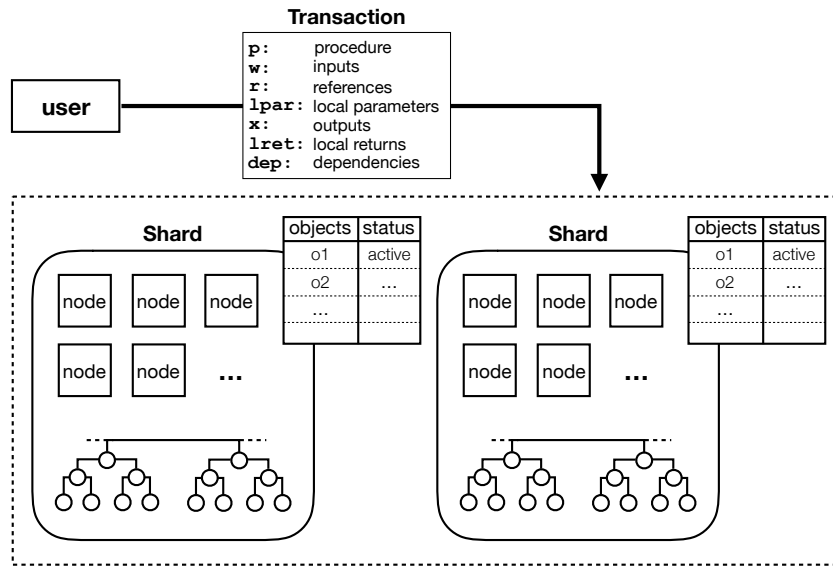 Transaction
p: procedure
w: inputs
r: references
lpar: local parameters
x: outputs
lret: local returns
dep: dependencies
user
Shard
objects status
o1 active
o2 ...
...
node node node
node node ...
Shard
objects status
o1 active
o2 ...
...
node node node
node node ...